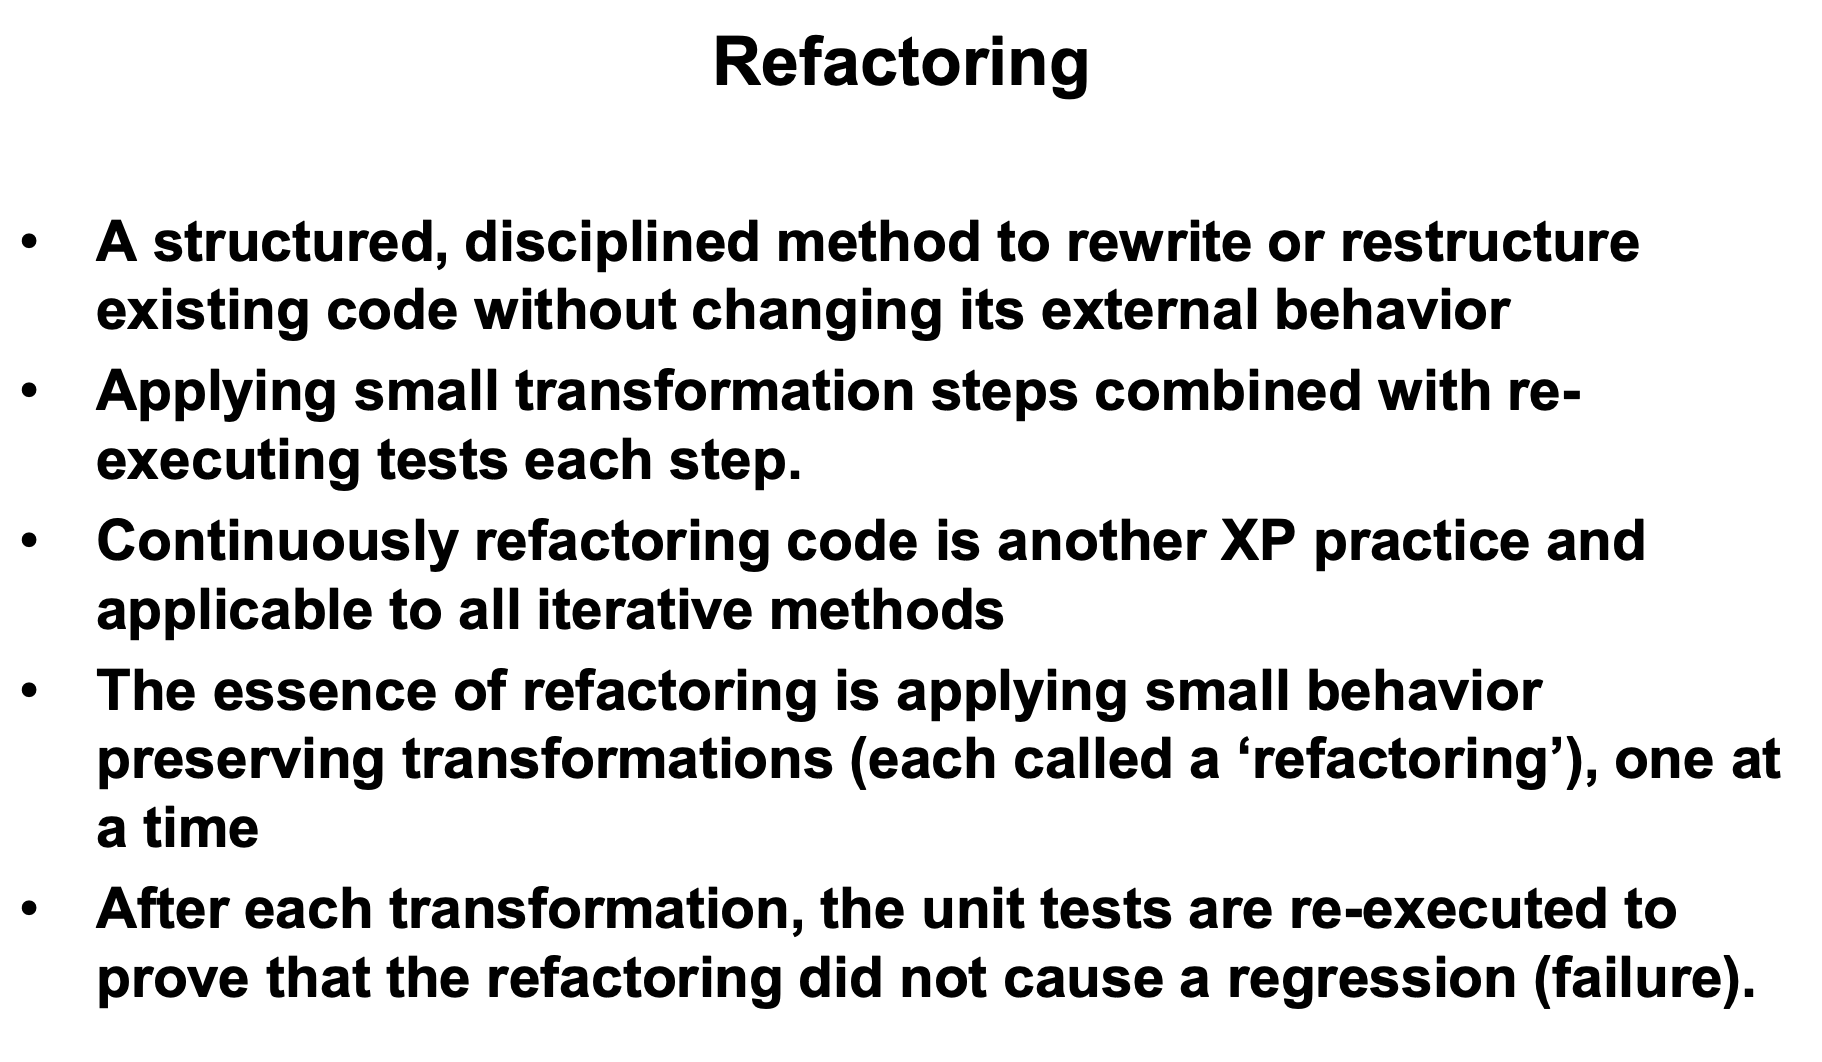 Refactoring
• A structured, disciplined method to rewrite or restructure
existing code without changing its external behavior
• Applying small transformation steps combined with re-
executing tests each step.
• Continuously refactoring code is another XP practice and
applicable to all iterative methods
• The essence of refactoring is applying small behavior
preserving transformations (each called a ‘refactoring’), one at
a time
• After each transformation, the unit tests are re-executed to
prove that the refactoring did not cause a regression (failure).